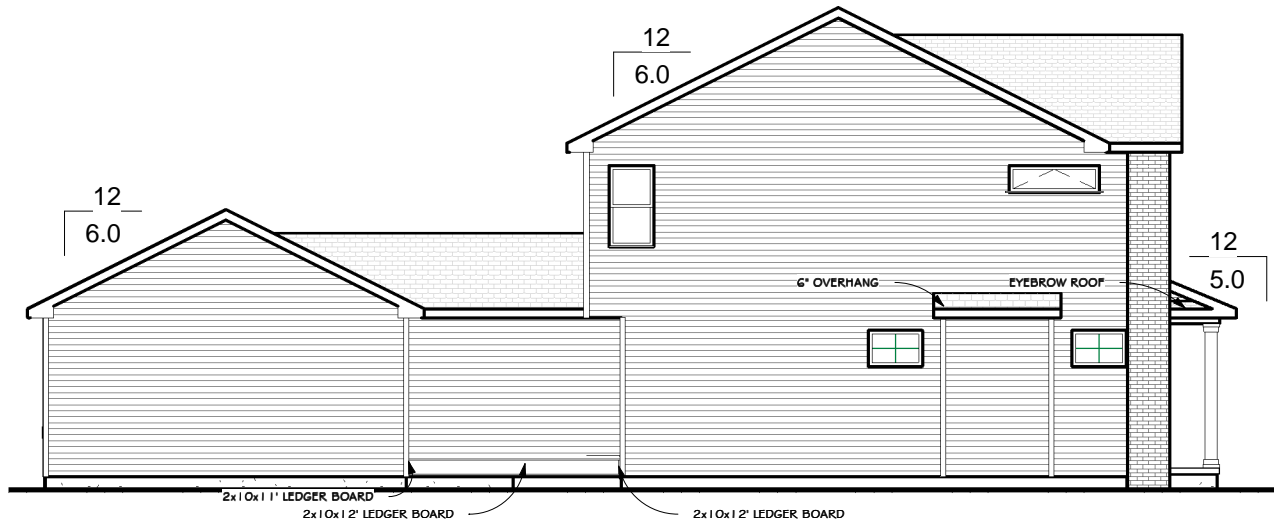 12
6.0
12
6.0
12
5.0
6" OVERHANG
EYEBROW ROOF
2x10x11' LEDGER BOARD
2x10x12' LEDGER BOARD
2x10x12' LEDGER BOARD